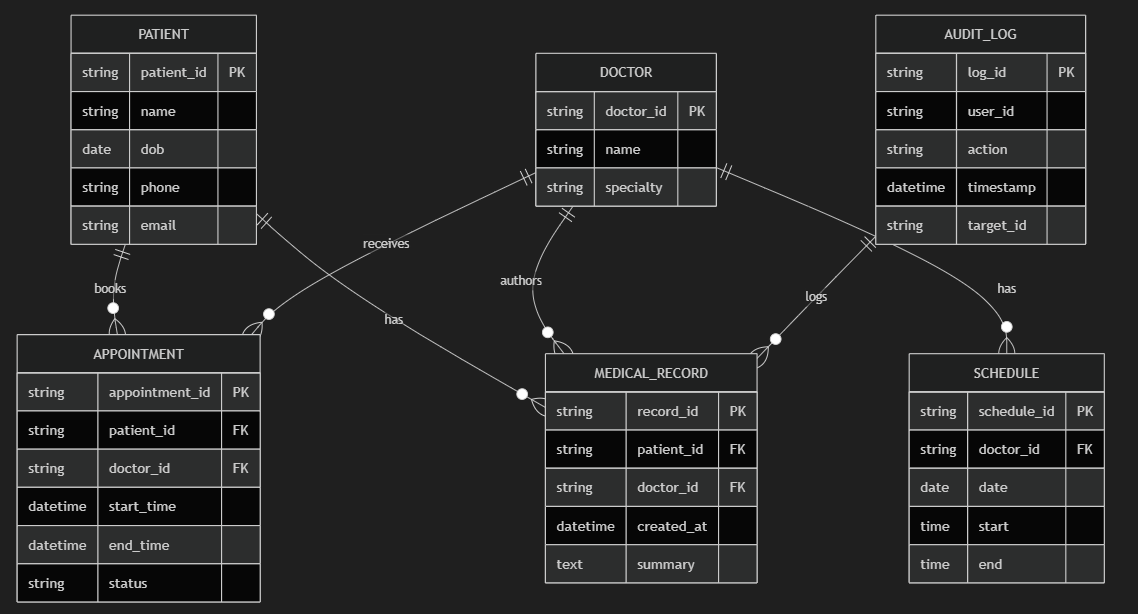 PATIENT
string patient_id PK
string name
date dob
string phone
string email
DOCTOR
string doctor_id PK
string name
string specialty
AUDIT_LOG
string log_id PK
string user_id
string action
datetime timestamp
string target_id
receives
books
has
authors
logs
has
APPOINTMENT
string appointment_id PK
string patient_id FK
string doctor_id FK
datetime start_time
datetime end_time
string status
MEDICAL_RECORD
string record_id PK
string patient_id FK
string doctor_id FK
datetime created_at
text summary
SCHEDULE
string schedule_id PK
string doctor_id FK
date date
time start
time end